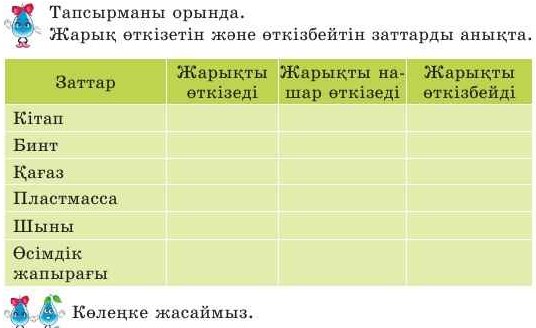 Тапсырманы орында.
Жарық өткізетін және өткізбейтін заттарды анықта.
Заттар
Жарықты
өткізеді
Жарықты на-
шар өткізеді
Жарықты
өткізбейді
Кітап
Бинт
Қағаз
Пластмасса
Шыны
Өсімдік
жапырағы
Көлеңке жасаймыз.